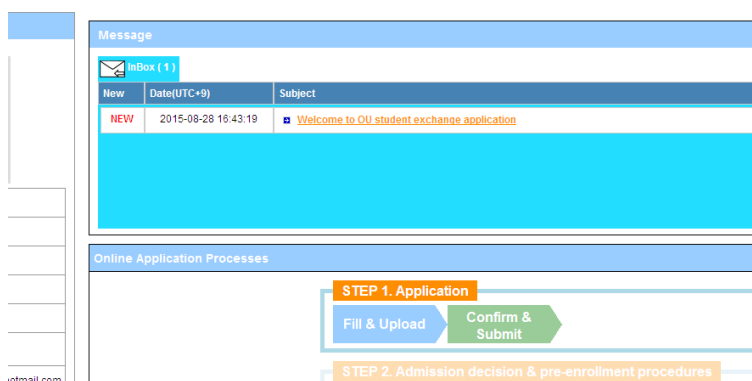 Message
InBox ( 1 )
New Date(UTC+9) Subject
NEW 2015-08-28 16:43:19 Welcome to OU student exchange application
Online Application Processes
STEP 1. Application
Fill & Upload
Confirm &
Submit
STEP 2. Admission decision & pre-enrollment procedures